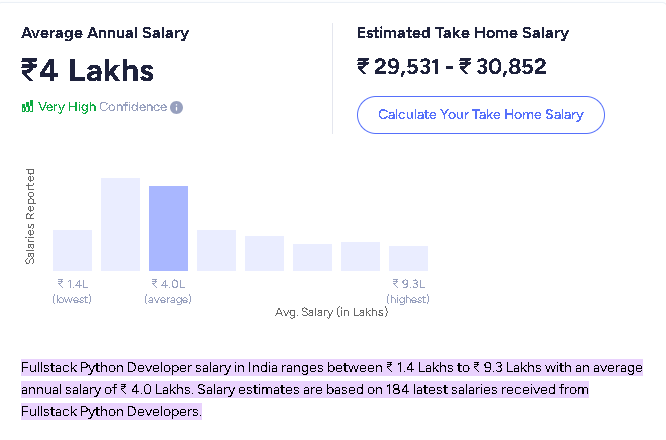 Average Annual Salary
₹4 Lakhs
Very High Confidence
Estimated Take Home Salary
₹ 29,531 - ₹ 30,852
Calculate Your Take Home Salary
Salaries Reported
₹ 1.4L
(lowest)
₹ 4.0L
(average)
₹ 9.3L
(highest)
Avg. Salary (in Lakhs)
Fullstack Python Developer salary in India ranges between ₹ 1.4 Lakhs to ₹ 9.3 Lakhs with an average
annual salary of ₹ 4.0 Lakhs. Salary estimates are based on 184 latest salaries received from
Fullstack Python Developers.